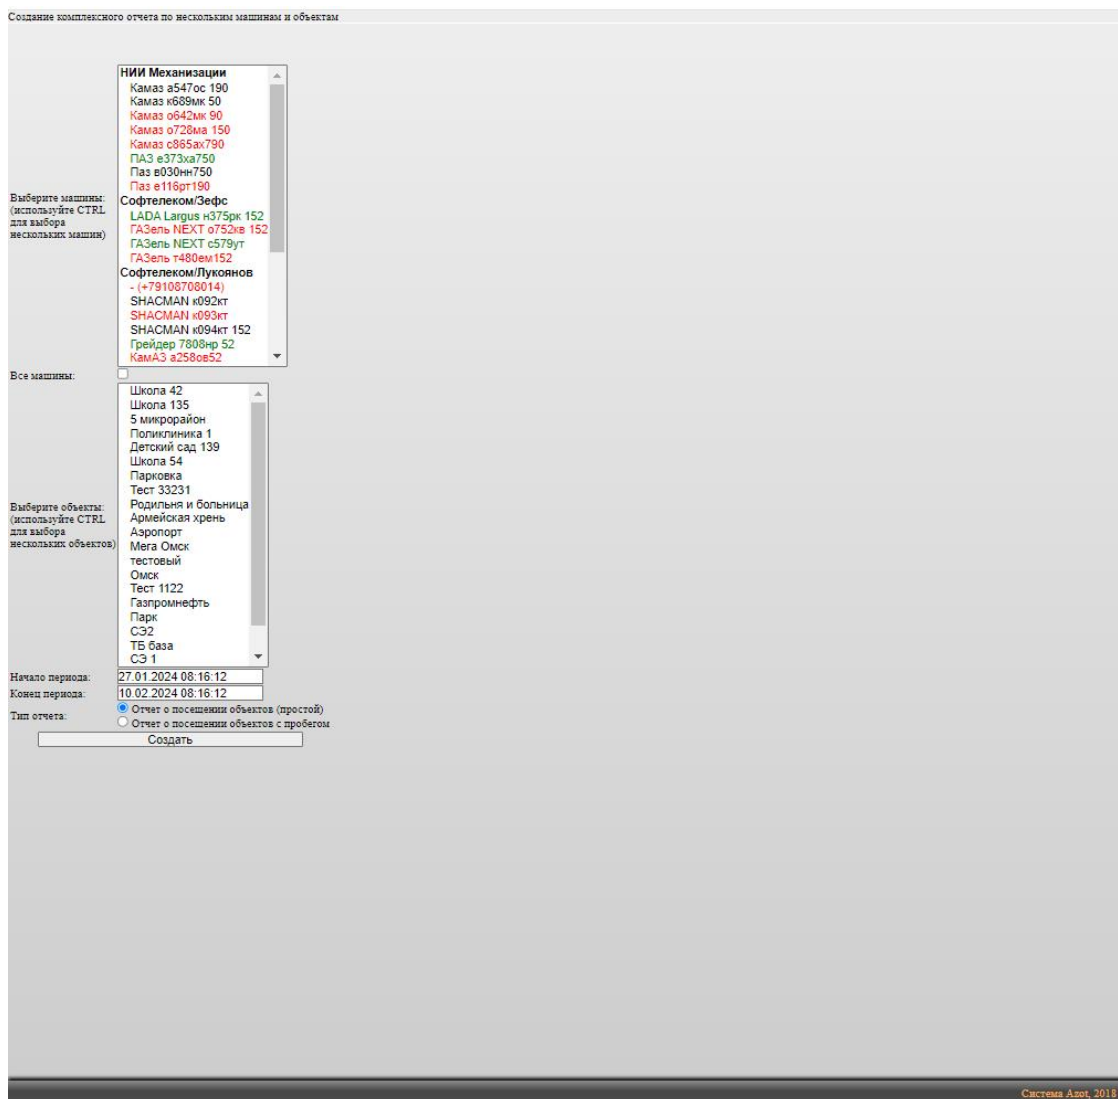 Создание комплексного отчета по нескольким машинам и объектам
НИИ Механизации
Камаз а547ос 190
Камаз к689мк 50
Камаз о642мк 90
Камаз о728ма 150
Камаз с865ах790
ПАЗ е373ха750
Паз в030нн750
Паз е116рт190
Выберите машины:
(используйте CTRL
для выбора
нескольких машин)
Софтелеком/Зефс
LADA Largus н375рк 152
ГАЗель NEXT о752кв 152
ГАЗель NEXT с579ут
ГАЗель т480ем152
Софтелеком/Лукоянов
- (+79108708014)
SHACMAN к092кт
SHACMAN к093кт
SHACMAN к094кт 152
Грейдер 7808нр 52
КамАЗ а258ов52
Все машины:
Школа 42
Школа 135
5 микрорайон
Поликлиника 1
Детский сад 139
Школа 54
Парковка
Тест 33231
Родильня и больница
Армейская хрень
Аэропорт
Мега Омск
тестовый
Омск
Тест 1122
Газпромнефть
Парк
СЭ2
ТБ база
СЭ 1
Выберите объекты:
(используйте CTRL
для выбора
нескольких объектов)
Начало периода: 27.01.2024 08:16:12
Конец периода: 10.02.2024 08:16:12
Тип отчета:
Отчет о посещении объектов (простой)
Отчет о посещении объектов с пробегом
Создать
Система Azot, 2018